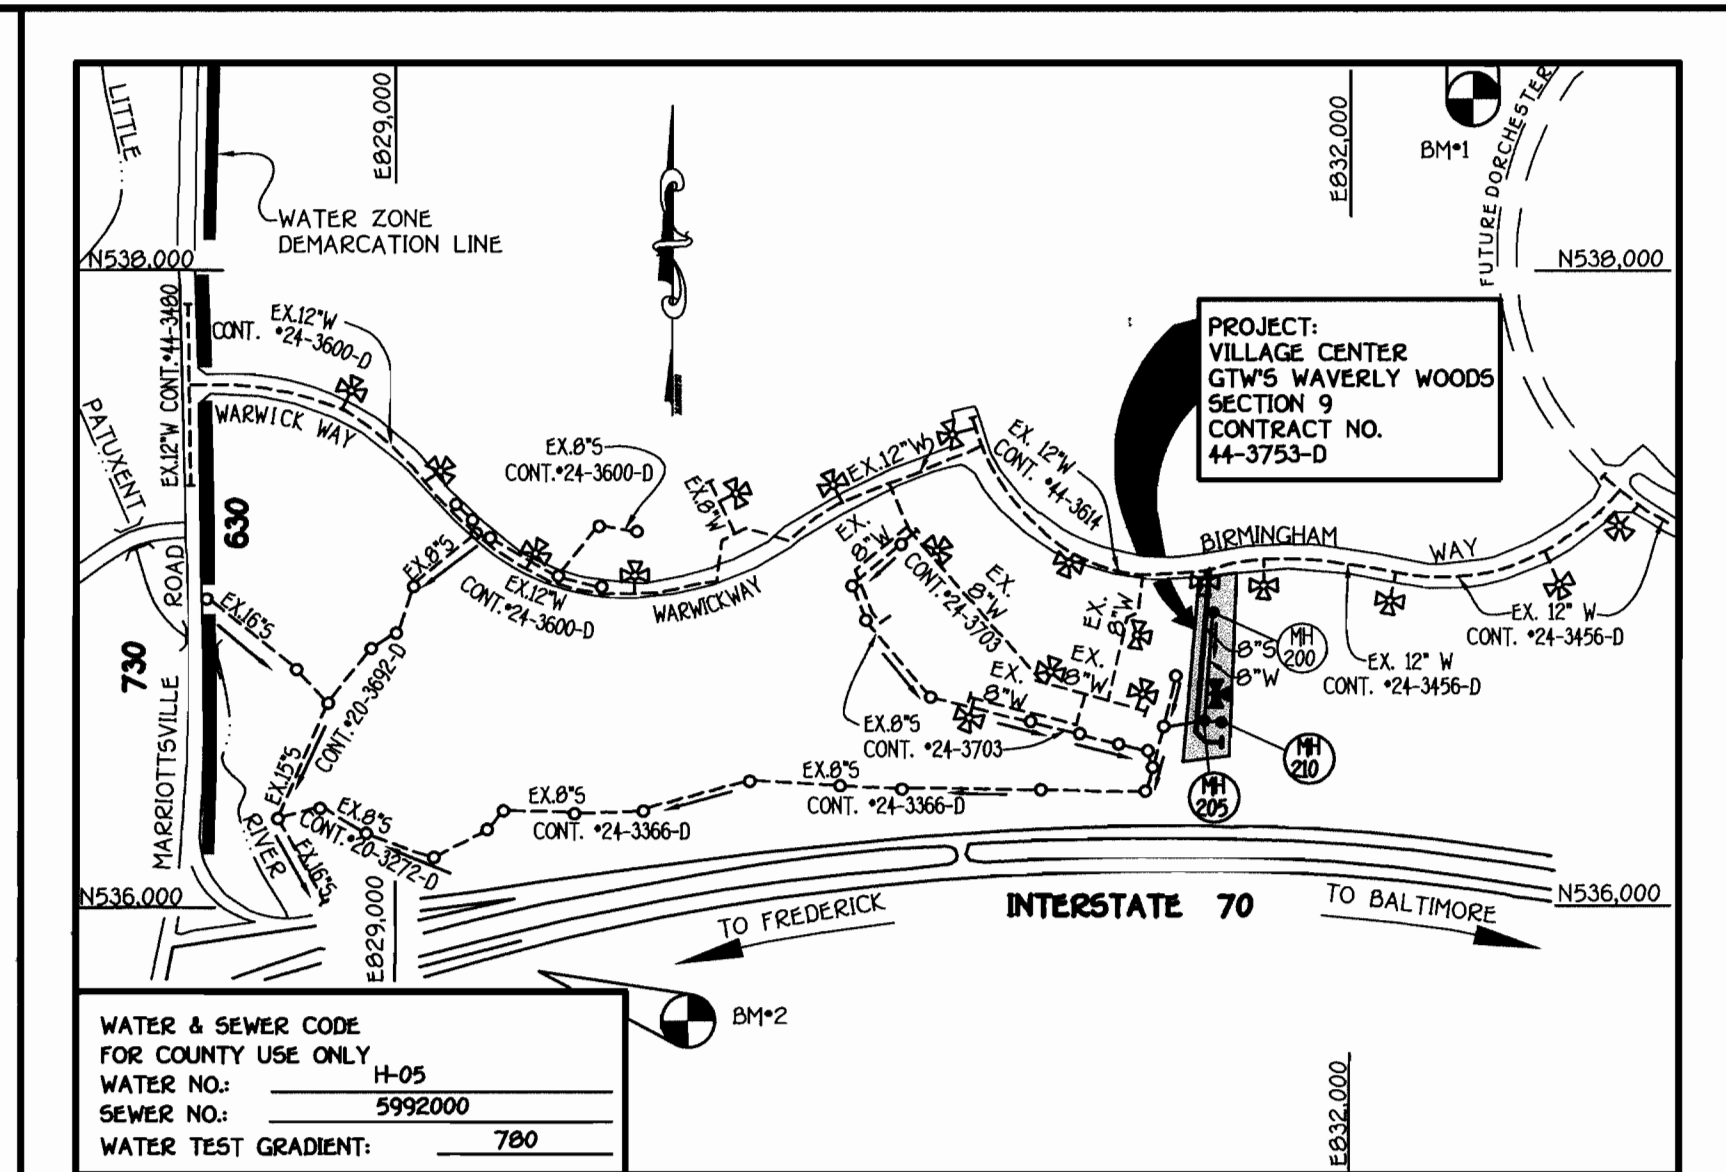 LITTLE
E829,000
E832,000
BM•1
FUTURE DORCHESTER
WATER ZONE
DEMARCATION LINE
N538,000
N538,000
EX.12"W CONT.•44-3480
EX.12"W
CONT. •24-3600-D
PROJECT:
VILLAGE CENTER
GTW'S WAVERLY WOODS
SECTION 9
CONTRACT NO.
44-3753-D
PATUXENT
WARWICK WAY
EX.8"S
CONT.•24-3600-D
EX.8"W
EX.12"W
EX. 12"W
CONT. •44-3614
630
BIRMINGHAM
WAY
EX.8"S
EX.12"W
CONT. •24-3600-D
WARWICKWAY
EX.
8"W
CONT. •24-3703
EX.
8"W
EX.
8"W
EX. 12" W
CONT. •24-3456-D
EX.16"S
730
MARRIOTTSVILLE ROAD
CONT. •20-3692-D
EX.
8"W
EX.
8"W
8"S
8"W
MH
200
EX. 12" W
CONT. •24-3456-D
EX.8"S
CONT. •24-3703
MH
210
MH
205
EX.15"S
RIVER
EX.8"S
CONT. •20-3272-D
EX.16"S
EX.8"S
CONT. •24-3366-D
EX.8"S
CONT. •24-3366-D
N536,000
N536,000
E829,000
TO FREDERICK
INTERSTATE 70
TO BALTIMORE
BM•2
E832,000
WATER & SEWER CODE
FOR COUNTY USE ONLY
WATER NO.: H-05
SEWER NO.: 5992000
WATER TEST GRADIENT: 780